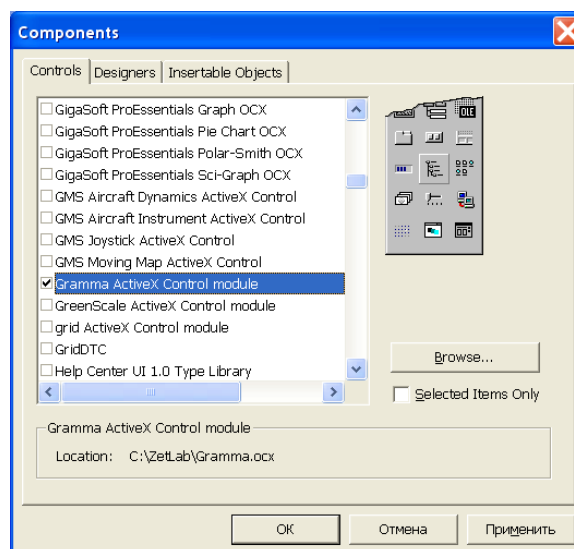 Components
Controls Designers Insertable Objects
GigaSoft ProEssentials Graph OCX
GigaSoft ProEssentials Pie Chart OCX
GigaSoft ProEssentials Polar-Smith OCX
GigaSoft ProEssentials Sci-Graph OCX
GMS Aircraft Dynamics ActiveX Control
GMS Aircraft Instrument ActiveX Control
GMS Joystick ActiveX Control
GMS Moving Map ActiveX Control
Gramma ActiveX Control module
GreenScale ActiveX Control module
grid ActiveX Control module
GridDTC
Help Center UI 1.0 Type Library
OLE
Browse...
Selected Items Only
Gramma ActiveX Control module
Location: C:\ZetLab\Gramma.ocx
ОК Отмена Применить